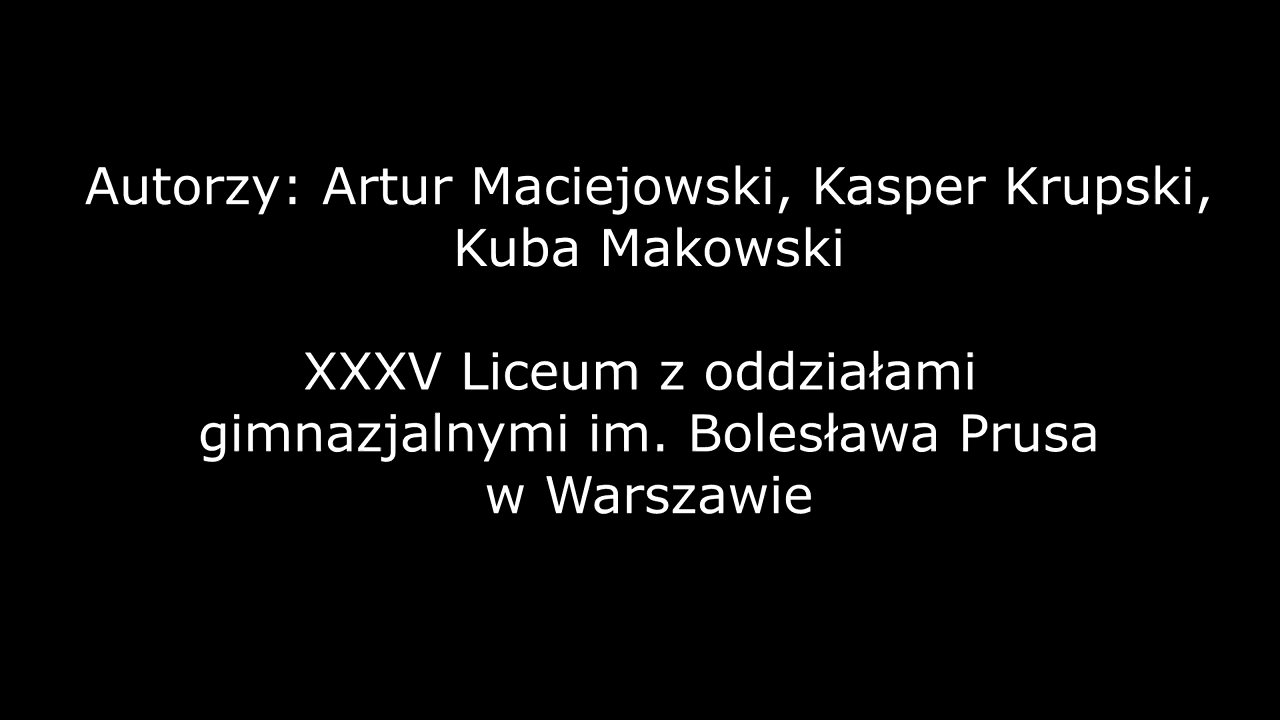 Autorzy: Artur Maciejowski, Kasper Krupski,
Kuba Makowski
XXXV Liceum z oddziałami
gimnazjalnymi im. Bolesława Prusa
w Warszawie